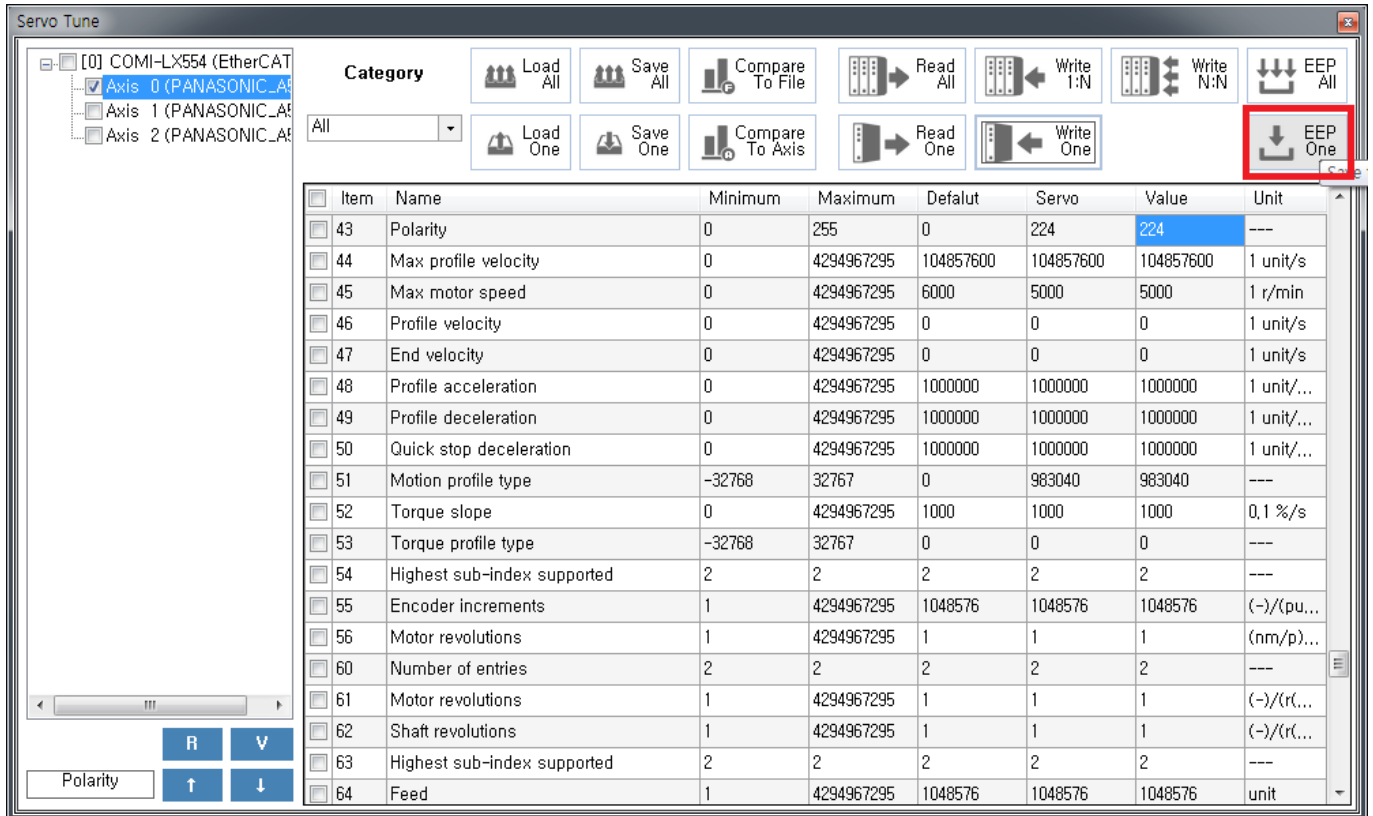 Servo Tune
[0] COMI-LX554 (EtherCAT
Axis 0 (PANASONIC_A5
Axis 1 (PANASONIC_A5
Axis 2 (PANASONIC_A5
Category
All
Load All
Save All
Compare To File
Read All
Write 1:N
Write N:N
EEP All
Load One
Save One
Compare To Axis
Read One
Write One
EEP One
Save
Item Name Minimum Maximum Defalut Servo Value Unit
43 Polarity 0 255 0 224 224 ---
44 Max profile velocity 0 4294967295 104857600 104857600 104857600 1 unit/s
45 Max motor speed 0 4294967295 6000 5000 5000 1 r/min
46 Profile velocity 0 4294967295 0 0 0 1 unit/s
47 End velocity 0 4294967295 0 0 0 1 unit/s
48 Profile acceleration 0 4294967295 1000000 1000000 1000000 1 unit/...
49 Profile deceleration 0 4294967295 1000000 1000000 1000000 1 unit/...
50 Quick stop deceleration 0 4294967295 1000000 1000000 1000000 1 unit/...
51 Motion profile type -32768 32767 0 983040 983040 ---
52 Torque slope 0 4294967295 1000 1000 1000 0,1 %/s
53 Torque profile type -32768 32767 0 0 0 ---
54 Highest sub-index supported 2 2 2 2 2 ---
55 Encoder increments 1 4294967295 1048576 1048576 1048576 (-)/(pu...
56 Motor revolutions 1 4294967295 1 1 1 (nm/p)...
60 Number of entries 2 2 2 2 2 ---
61 Motor revolutions 1 4294967295 1 1 1 (-)/(r(...
62 Shaft revolutions 1 4294967295 1 1 1 (-)/(r(...
63 Highest sub-index supported 2 2 2 2 2 ---
64 Feed 1 4294967295 1048576 1048576 1048576 unit
R V
Polarity ↑ ↓